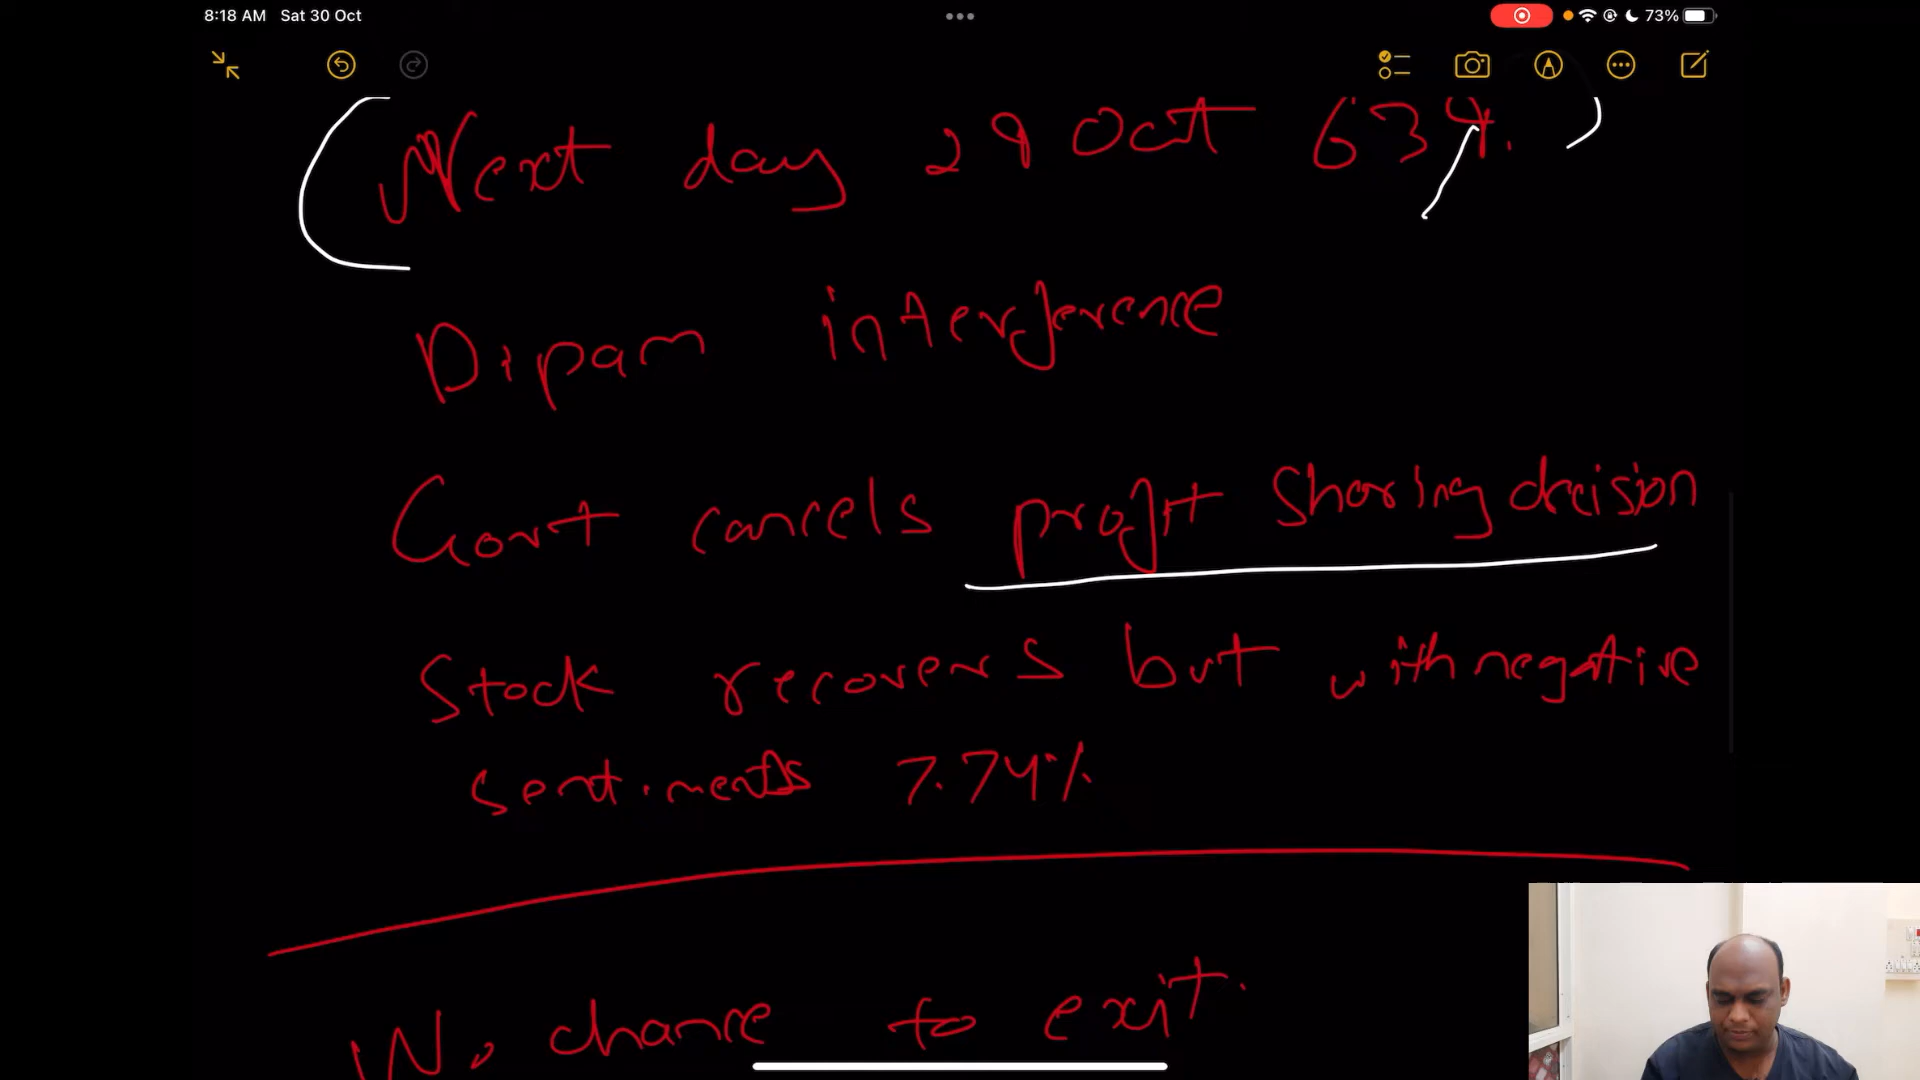 8:18 AM Sat 30 Oct 73%
Next day 29 Oct 634.
Dipam interference
Govt cancels profit sharing decision
Stock recovers but with negative
sentiments 7.74%
No chance to exit.